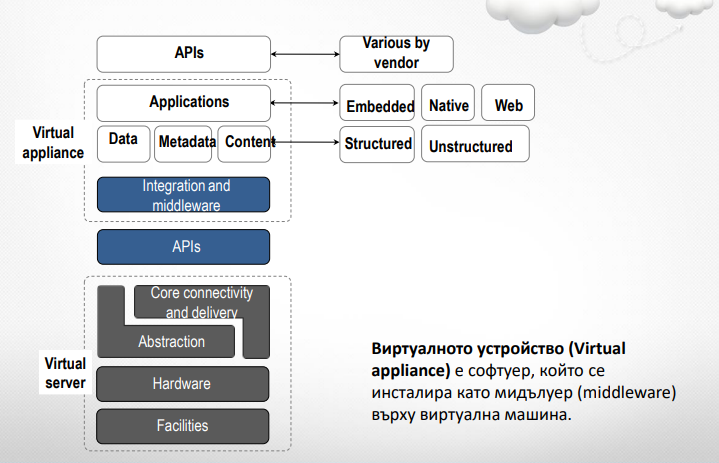 APIs
Various by
vendor
Virtual
appliance
Applications
Embedded
Native
Web
Data
Metadata
Content
Structured
Unstructured
Integration and
middleware
APIs
Virtual
server
Core connectivity
and delivery
Abstraction
Hardware
Facilities
Виртуалното устройство (Virtual
appliance) е софтуер, който се
инсталира като мидълуер (middleware)
върху виртуална машина.